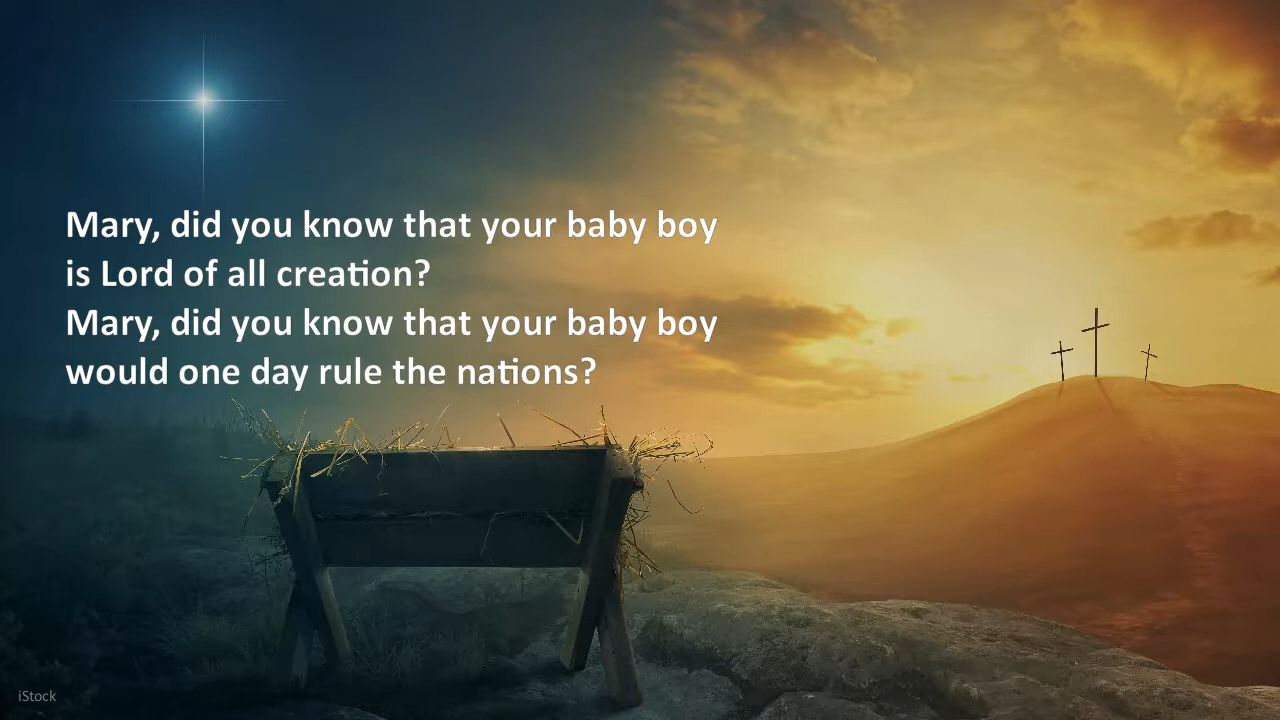 Mary, did you know that your baby boy
is Lord of all creation?
Mary, did you know that your baby boy
would one day rule the nations?
iStock